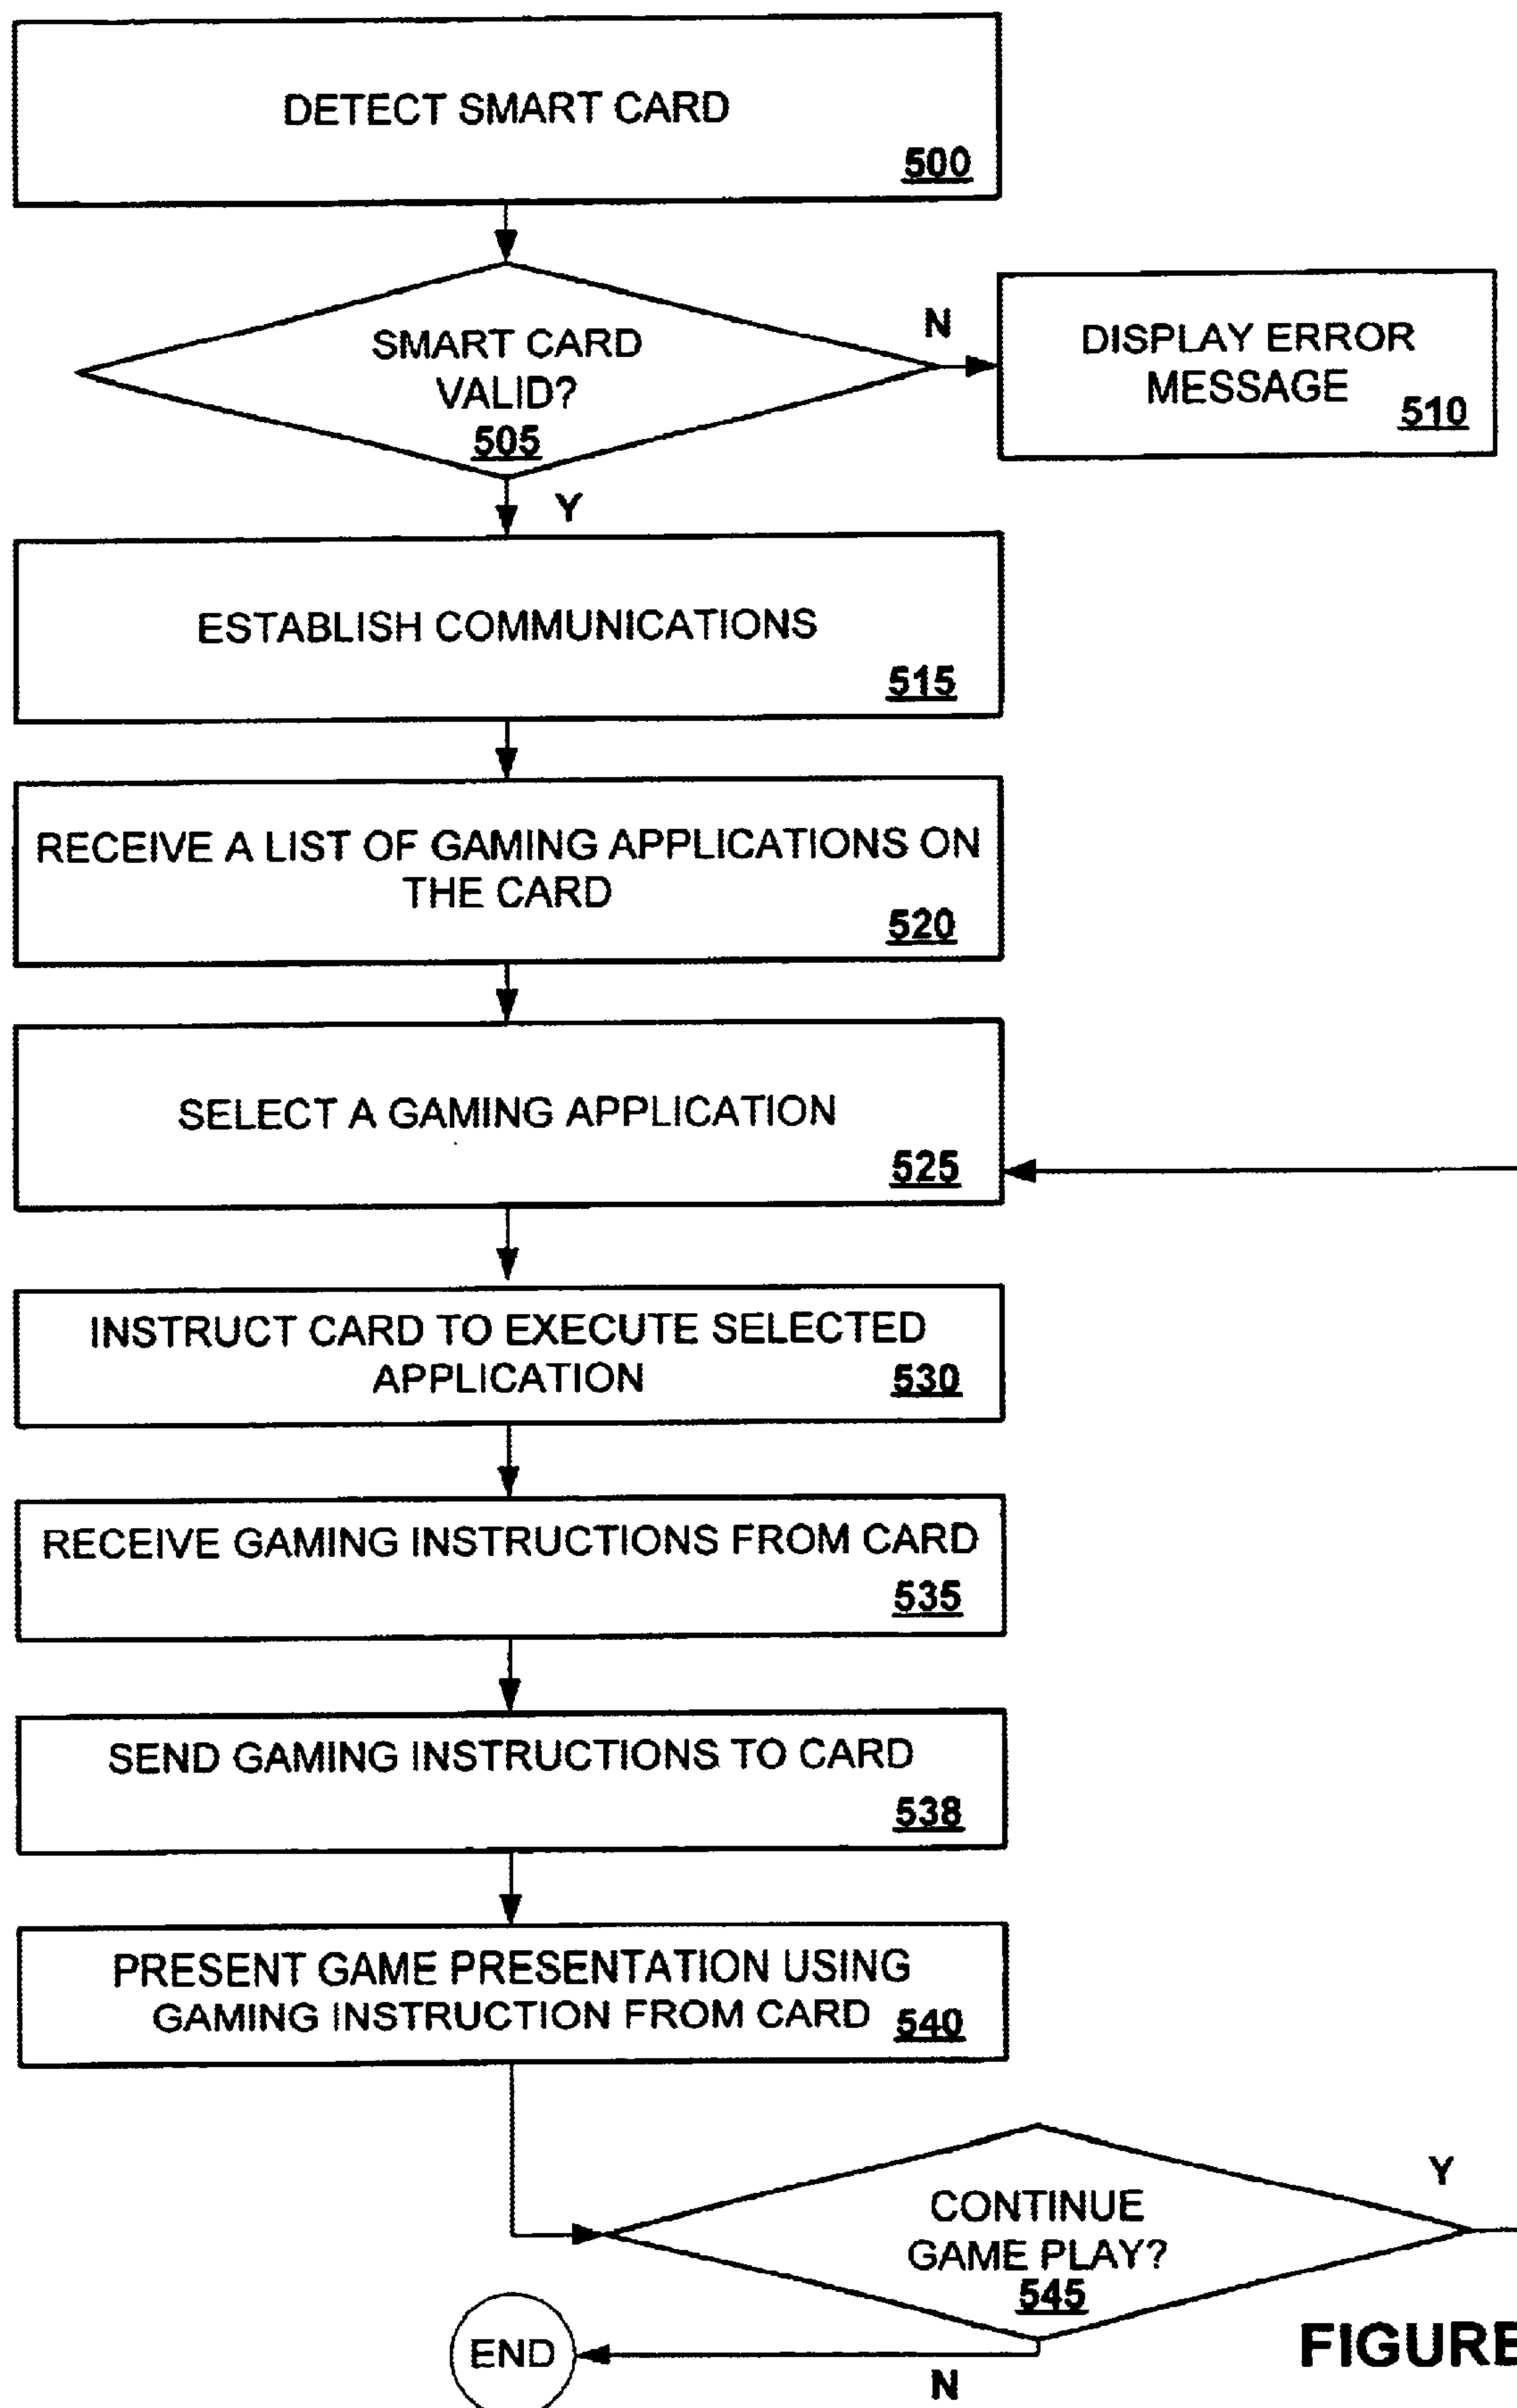 DETECT SMART CARD
500
SMART CARD
VALID?
505
N
DISPLAY ERROR
MESSAGE
510
Y
ESTABLISH COMMUNICATIONS
515
RECEIVE A LIST OF GAMING APPLICATIONS ON
THE CARD
520
SELECT A GAMING APPLICATION
525
INSTRUCT CARD TO EXECUTE SELECTED
APPLICATION
530
RECEIVE GAMING INSTRUCTIONS FROM CARD
535
SEND GAMING INSTRUCTIONS TO CARD
538
PRESENT GAME PRESENTATION USING
GAMING INSTRUCTION FROM CARD
540
CONTINUE
GAME PLAY?
545
Y
N
END
FIGURE